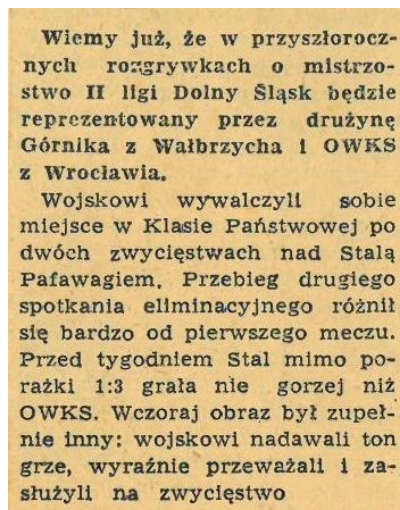 Wiemy już, że w przyszłorocz-
nych rozgrywkach o mistrzo-
stwo II ligi Dolny Śląsk będzie
reprezentowany przez drużynę
Górnika z Wałbrzycha i OWKS
z Wrocławia.
Wojskowi wywalczyli sobie
miejsce w Klasie Państwowej po
dwóch zwycięstwach nad Stalą
Pafawagiem. Przebieg drugiego
spotkania eliminacyjnego różnił
się bardzo od pierwszego meczu.
Przed tygodniem Stal mimo po-
rażki 1:3 grała nie gorzej niż
OWKS. Wczoraj obraz był zupeł-
nie inny: wojskowi nadawali ton
grze, wyraźnie przeważali i za-
służyli na zwycięstwo